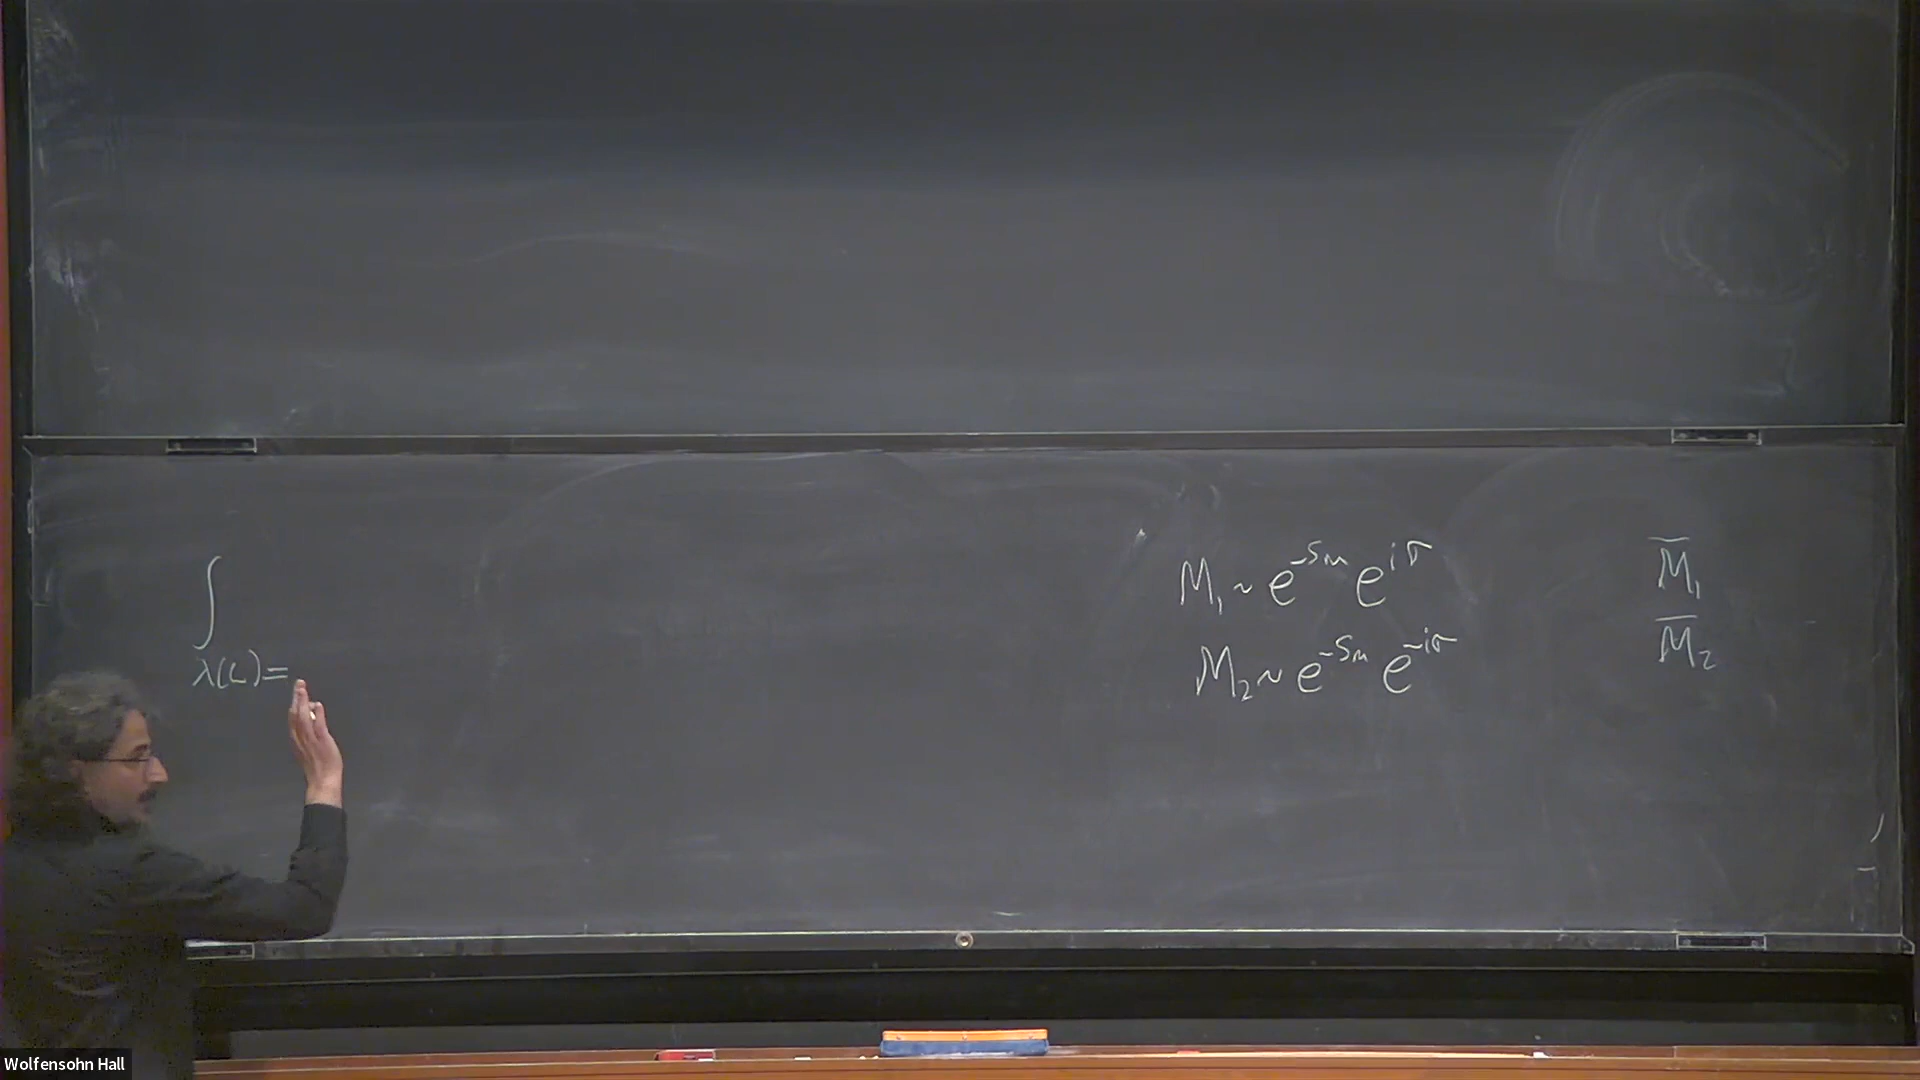 ∫
λ(L)=
M₁ ~ e^{-S_M} e^{iσ}
M₂ ~ e^{-S_M} e^{-iσ}
M̅₁
M̅₂
Wolfensohn Hall